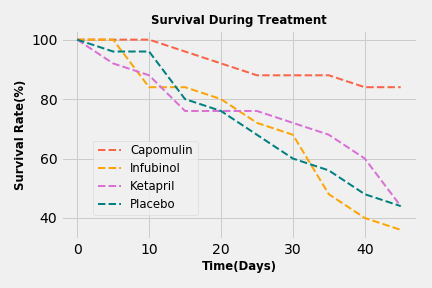 Survival During Treatment
Survival Rate(%)
100
80
60
40
Capomulin
Infubinol
Ketapril
Placebo
0
10
20
30
40
Time(Days)